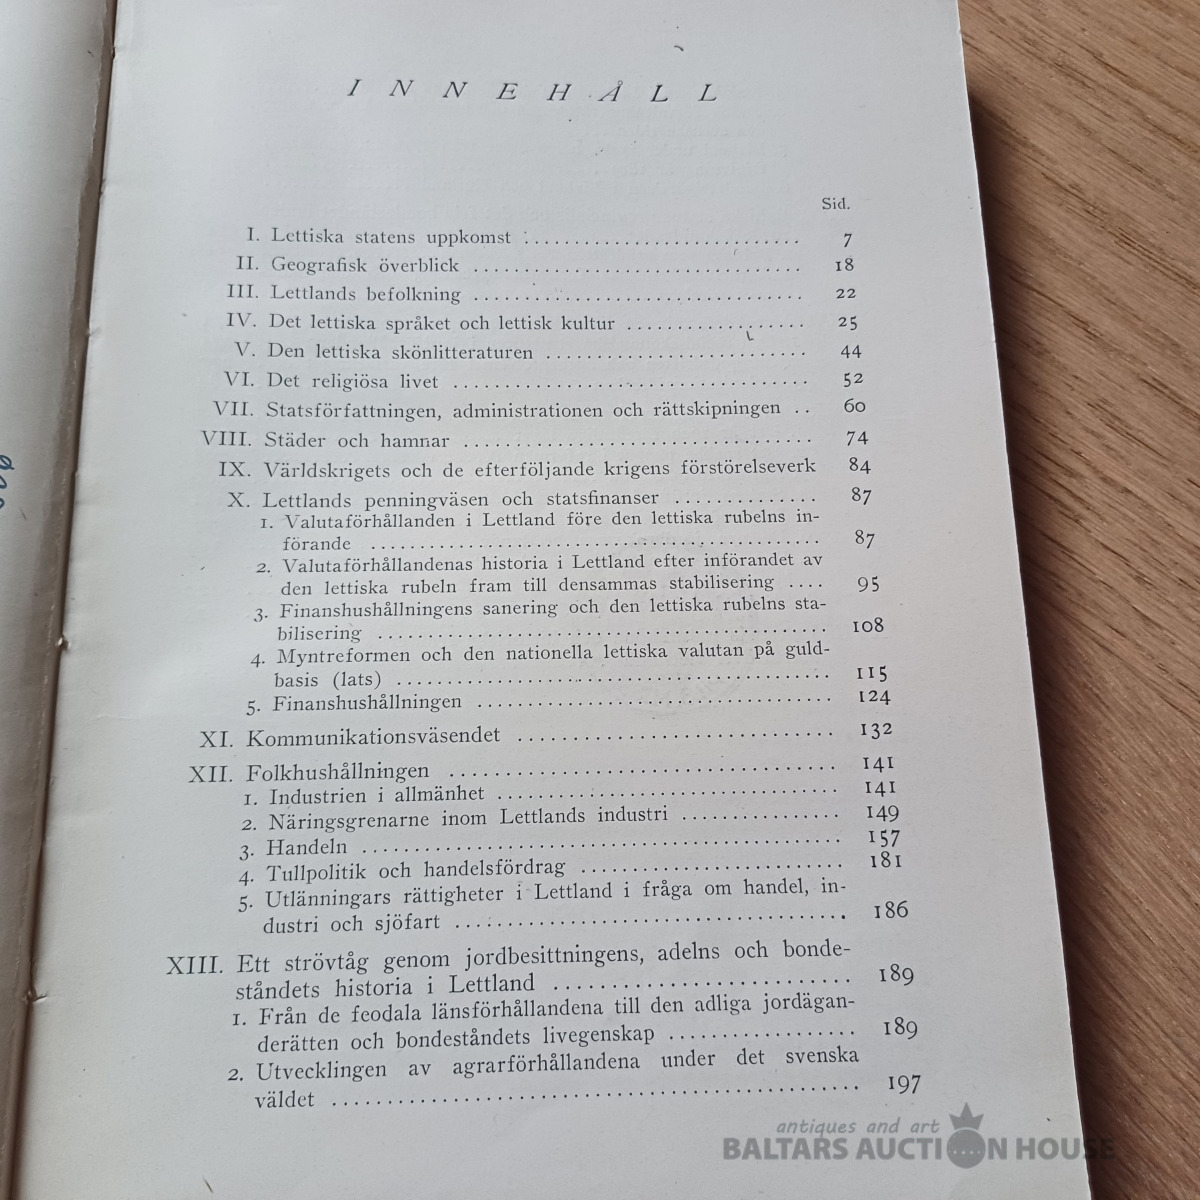 INNEHÅLL
Sid.
I. Lettiska statens uppkomst ............................ 7
II. Geografisk överblick ................................. 18
III. Lettlands befolkning ................................. 22
IV. Det lettiska språket och lettisk kultur .................. 25
V. Den lettiska skönlitteraturen .......................... 44
VI. Det religiösa livet .................................... 52
VII. Statsförfattningen, administrationen och rättskipningen .. 60
VIII. Städer och hamnar ................................... 74
IX. Världskrigets och de efterföljande krigens förstörelseverk 84
X. Lettlands penningväsen och statsfinanser .............. 87
1. Valutaförhållanden i Lettland före den lettiska rubelns in-
förande ............................................. 87
2. Valutaförhållandenas historia i Lettland efter införandet av
den lettiska rubeln fram till densammas stabilisering .... 95
3. Finanshushållningens sanering och den lettiska rubelns sta-
bilisering ............................................. 108
4. Myntreformen och den nationella lettiska valutan på guld-
basis (lats) ........................................... 115
5. Finanshushållningen .................................... 124
XI. Kommunikationsväsendet ............................... 132
XII. Folkhushållningen ...................................... 141
1. Industrien i allmänhet .................................. 141
2. Näringsgrenarne inom Lettlands industri ................ 149
3. Handeln ............................................... 157
4. Tullpolitik och handelsfördrag .......................... 181
5. Utlänningars rättigheter i Lettland i fråga om handel, in-
dustri och sjöfart ...................................... 186
XIII. Ett strövtåg genom jordbesittningens, adelns och bonde-
ståndets historia i Lettland ............................ 189
1. Från de feodala länsförhållandena till den adliga jordägan-
derätten och bondeståndets livegenskap .................. 189
2. Utvecklingen av agrarförhållandena under det svenska
väldet .................................................. 197
antiques and art
BALTARS AUCTION HOUSE